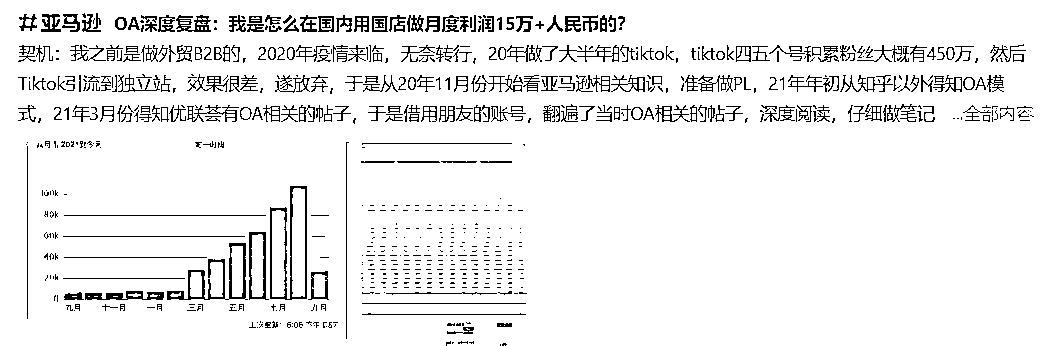 #亚马逊 OA深度复盘：我是怎么在国内用国店做月度利润15万+人民币的？
契机：我之前是做外贸B2B的，2020年疫情来临，无奈转行，20年做了大半年的tiktok，tiktok四五个号积累粉丝大概有450万，然后
Tiktok引流到独立站，效果很差，遂放弃，于是从20年11月份开始看亚马逊相关知识，准备做PL，21年年初从知乎以外得知OA模
式，21年3月份得知优联荟有OA相关的帖子，于是借用朋友的账号，翻遍了当时OA相关的帖子，深度阅读，仔细做笔记 ...全部内容
100k
80k
60k
40k
20k
0
九月 十一月 一月 三月 五月 七月 九月